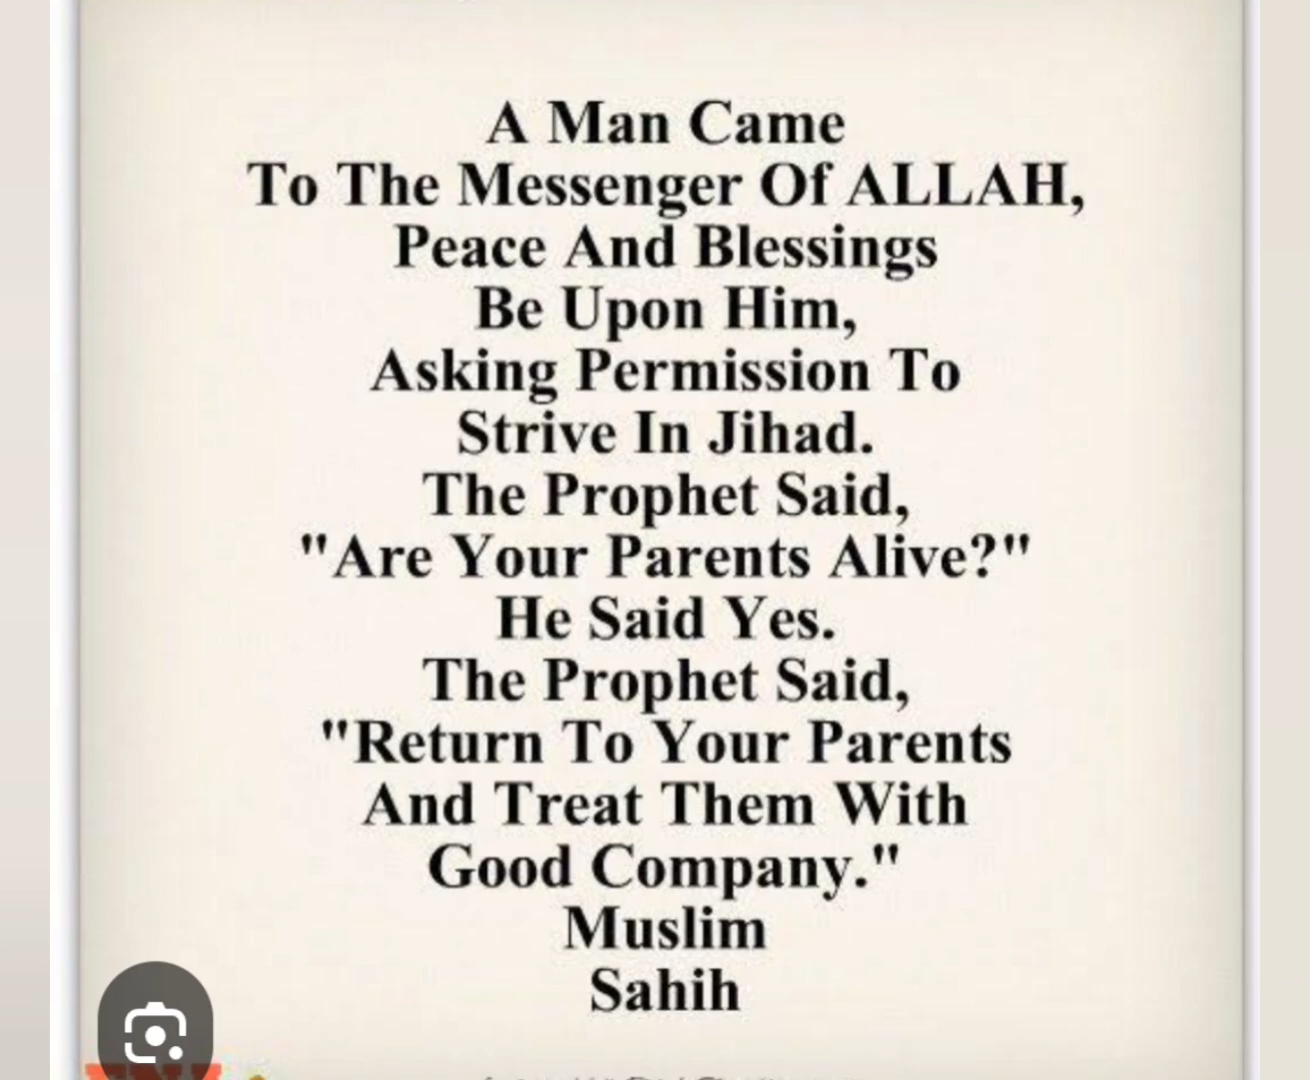 A Man Came
To The Messenger Of ALLAH,
Peace And Blessings
Be Upon Him,
Asking Permission To
Strive In Jihad.
The Prophet Said,
"Are Your Parents Alive?"
He Said Yes.
The Prophet Said,
"Return To Your Parents
And Treat Them With
Good Company."
Muslim
Sahih